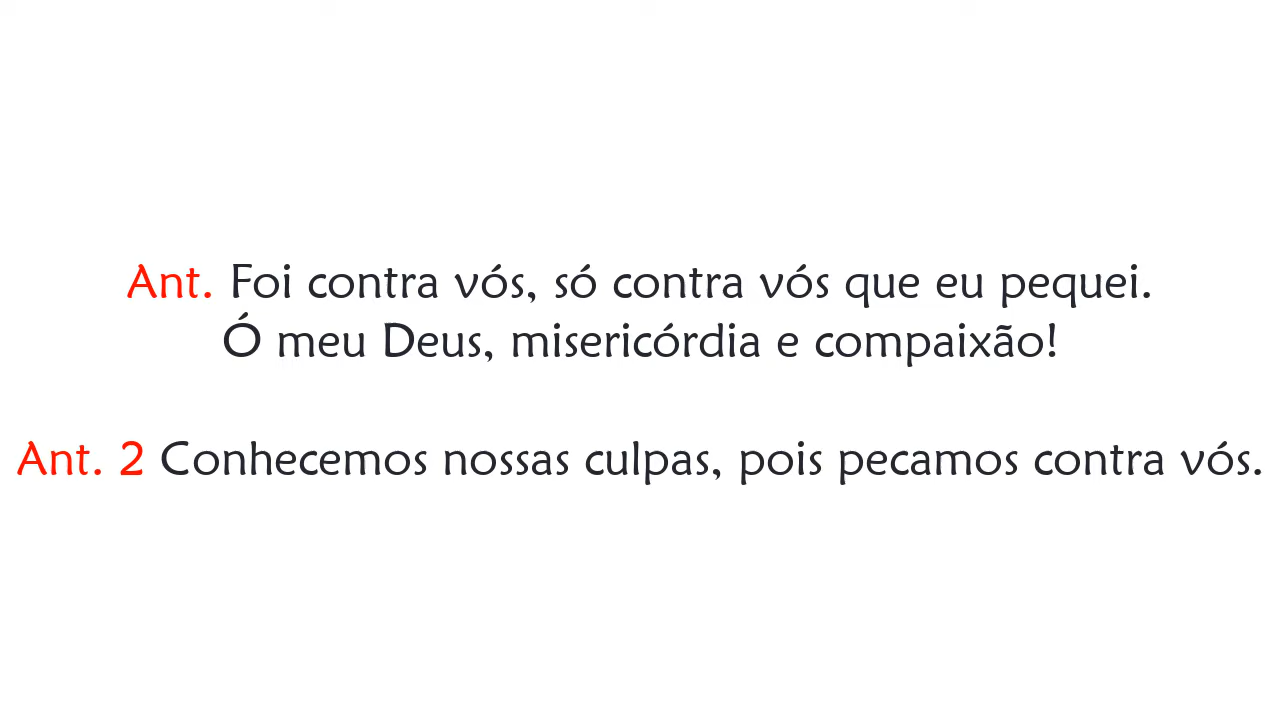 Ant. Foi contra vós, só contra vós que eu pequei.
Ó meu Deus, misericórdia e compaixão!
Ant. 2 Conhecemos nossas culpas, pois pecamos contra vós.